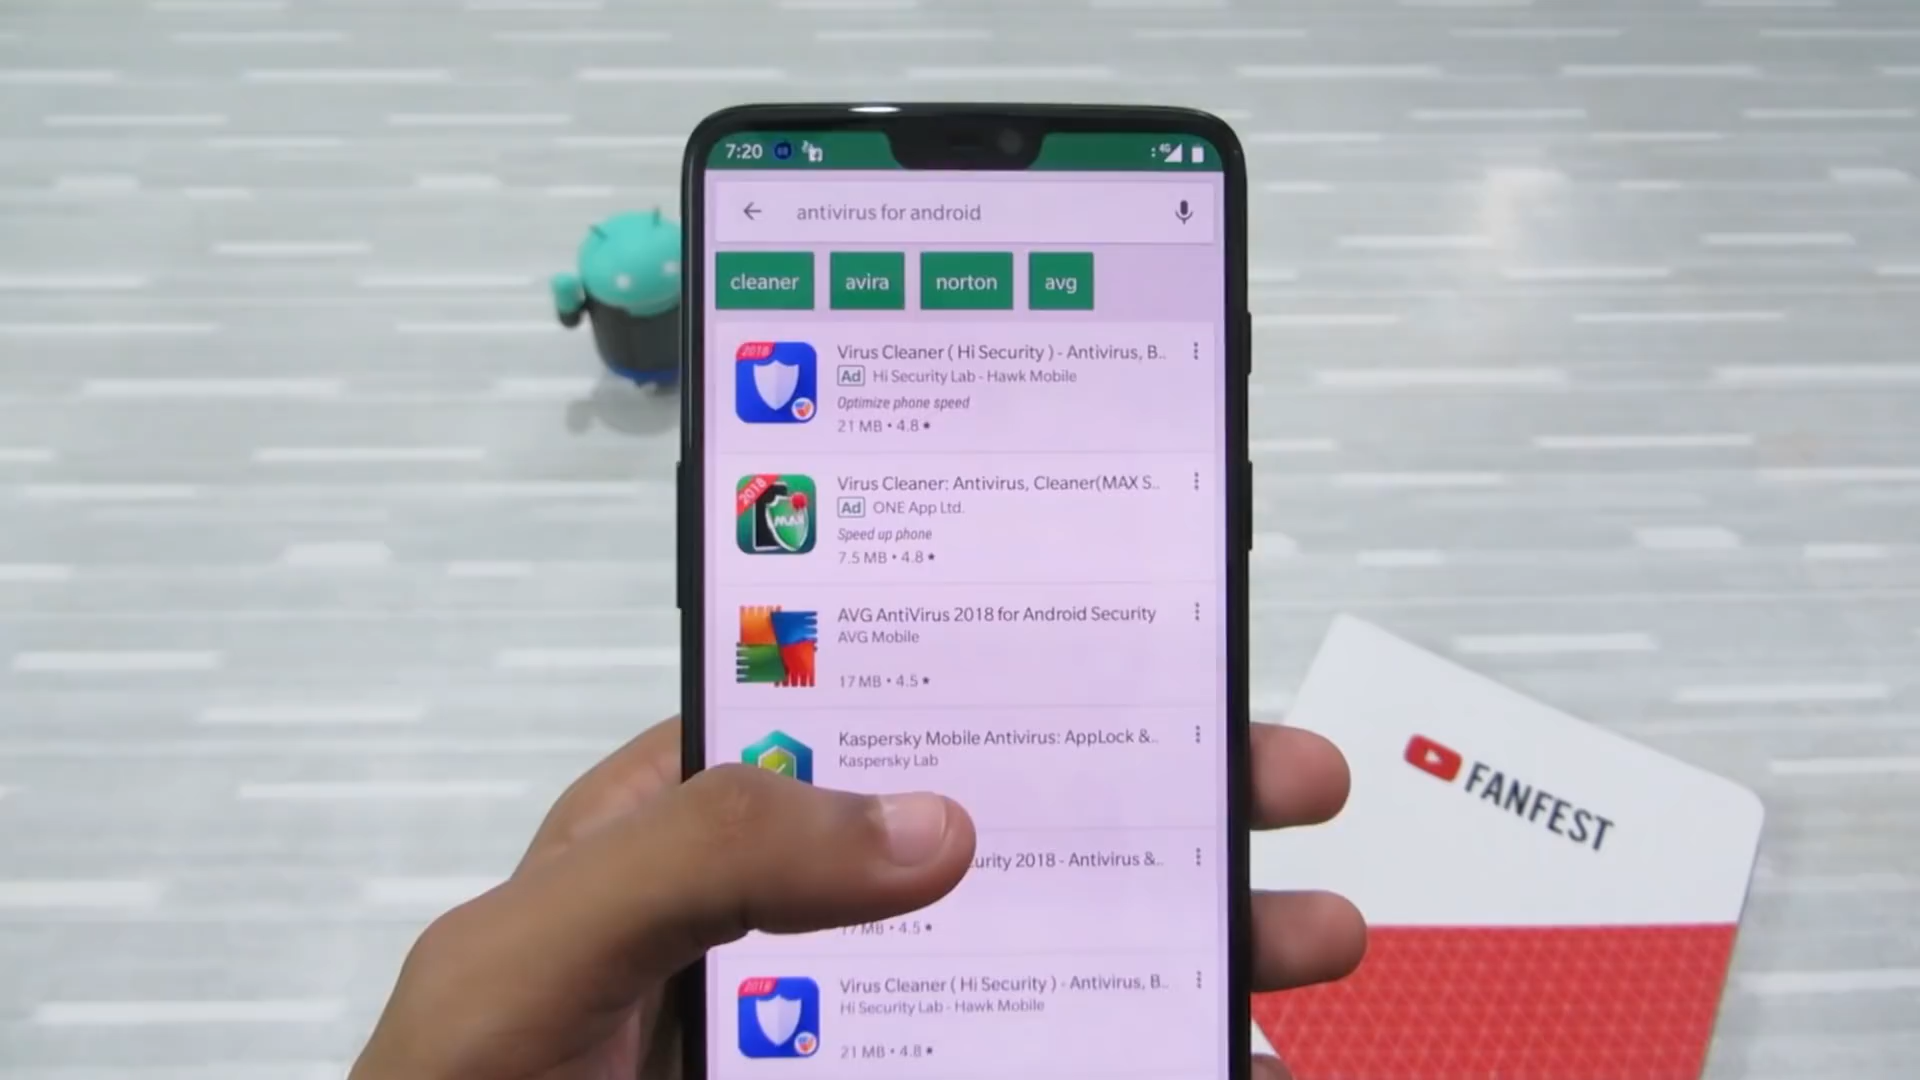 7:20
4G
antivirus for android
cleaner avira norton avg
2018
Virus Cleaner ( Hi Security ) - Antivirus, B..
Ad Hi Security Lab - Hawk Mobile
Optimize phone speed
21 MB • 4.8 ★
2018
MAX
Virus Cleaner: Antivirus, Cleaner(MAX S..
Ad ONE App Ltd.
Speed up phone
7.5 MB • 4.8 ★
AVG AntiVirus 2018 for Android Security
AVG Mobile
17 MB • 4.5 ★
Kaspersky Mobile Antivirus: AppLock &..
Kaspersky Lab
2018 - Antivirus &..
17 MB • 4.5 ★
2018
Virus Cleaner ( Hi Security ) - Antivirus, B..
Hi Security Lab - Hawk Mobile
21 MB • 4.8 ★
FANFEST